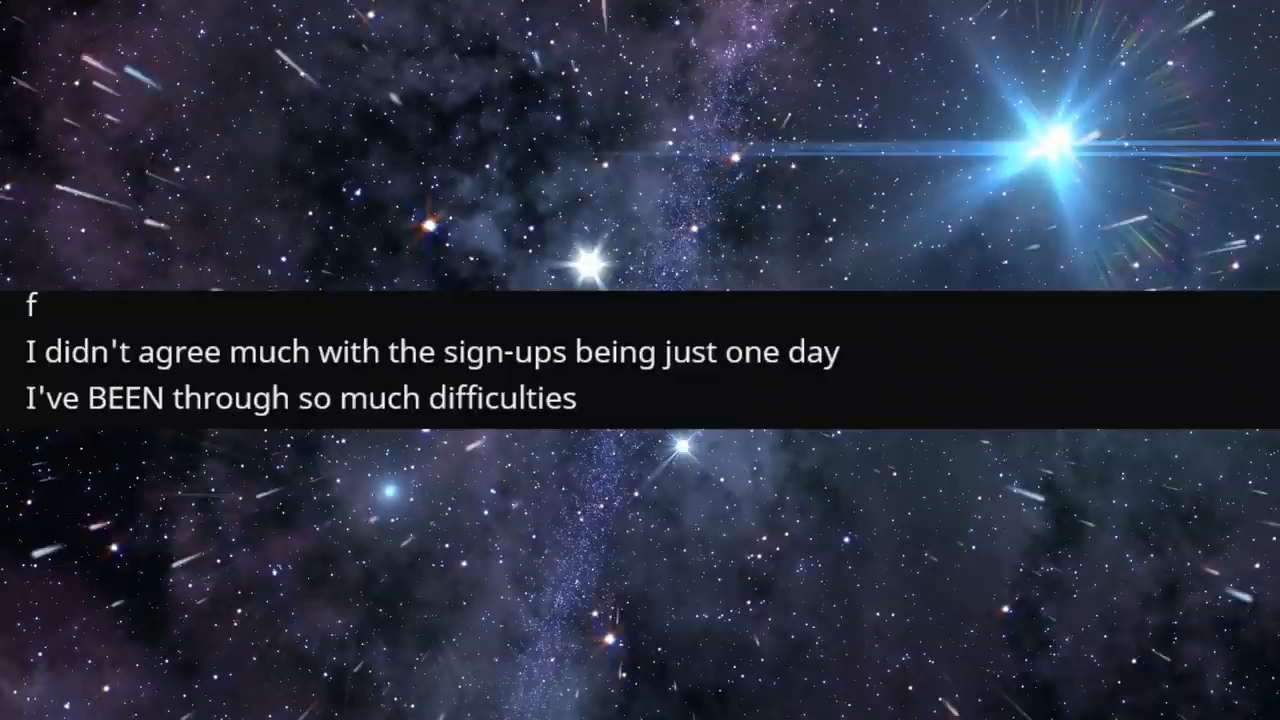 f
I didn't agree much with the sign-ups being just one day
I've BEEN through so much difficulties